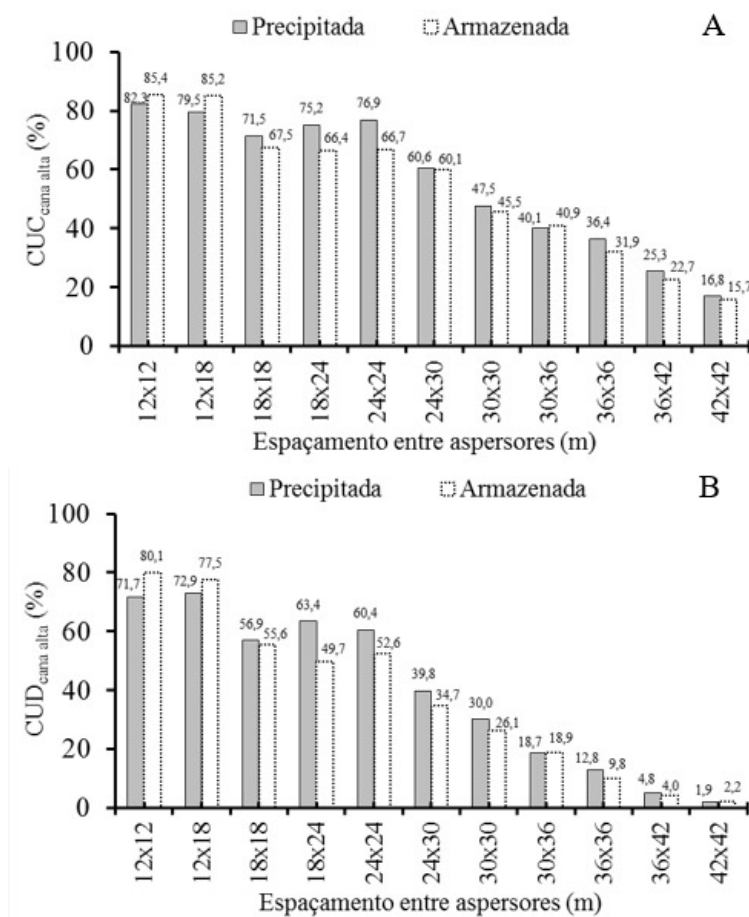 Precipitada Armazenada A
CUCcana alta (%)
100
80
60
40
20
0
82,3 85,4 79,5 85,2 71,5 67,5 75,2 66,4 76,9 66,7 60,6 60,1 47,5 45,5 40,1 40,9 36,4 31,9 25,3 22,7 16,8 15,7
12x12 12x18 18x18 18x24 24x24 24x30 30x30 30x36 36x36 36x42 42x42
Espaçamento entre aspersores (m)
Precipitada Armazenada B
CUDcana alta (%)
100
80
60
40
20
0
71,7 80,1 72,9 77,5 56,9 55,6 63,4 49,7 60,4 52,6 39,8 34,7 30,0 26,1 18,7 18,9 12,8 9,8 4,8 4,0 1,9 2,2
12x12 12x18 18x18 18x24 24x24 24x30 30x30 30x36 36x36 36x42 42x42
Espaçamento entre aspersores (m)